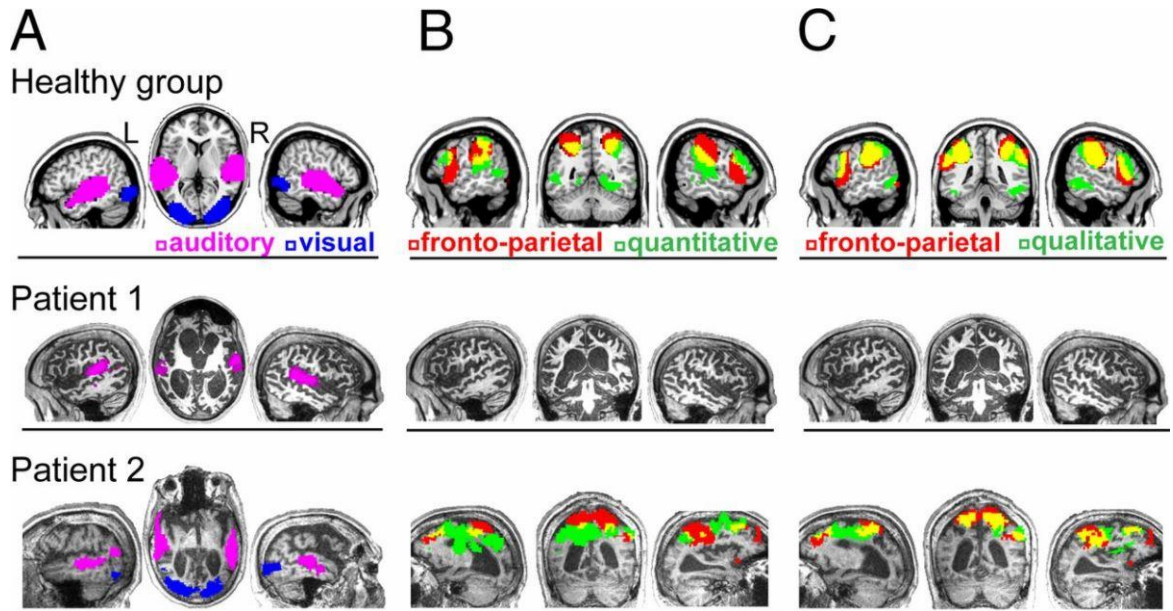 A B C
Healthy group
L R
auditory visual fronto-parietal quantitative fronto-parietal qualitative
Patient 1
Patient 2